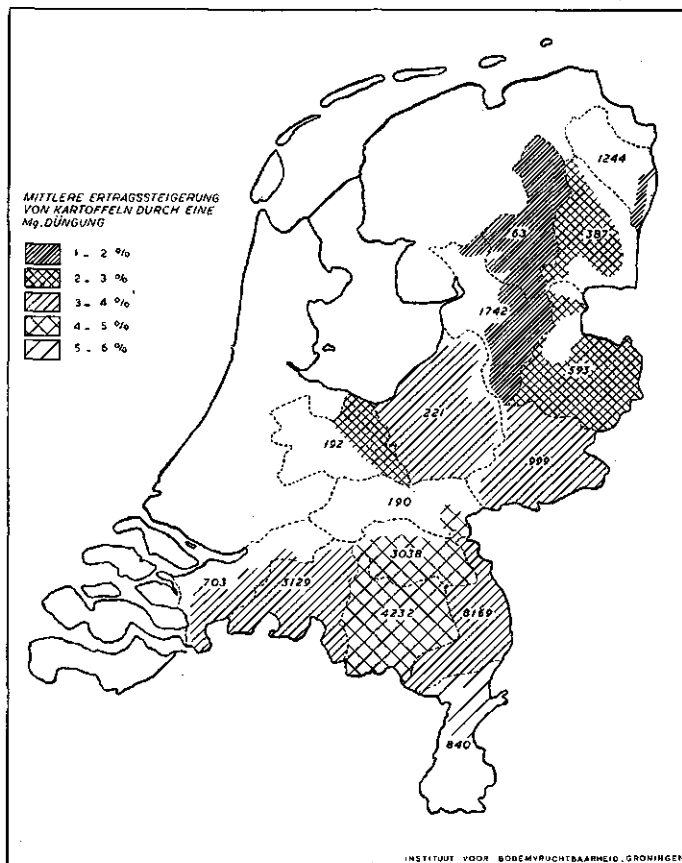 MITTLERE ERTRAGSSTEIGERUNG
VON KARTOFFELN DURCH EINE
Mg. DÜNGUNG
1 - 2 %
2 - 3 %
3 - 4 %
4 - 5 %
5 - 6 %
1244
63
387
1742
593
221
192
999
190
3038
703
3129
4232
8169
840
INSTITUUT VOOR BODEMVRUCHTBAARHEID. GRONINGEN